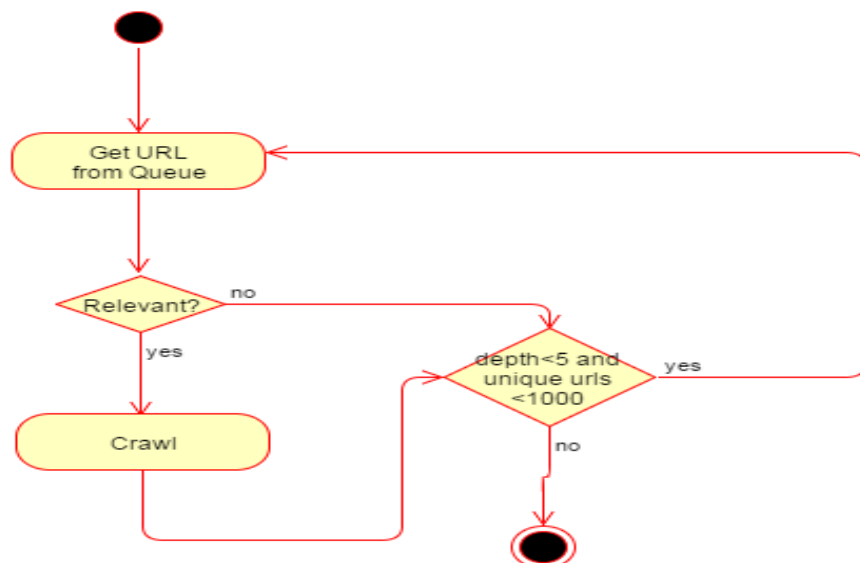 Get URL
from Queue
Relevant?
no
yes
depth<5 and
unique urls
<1000
yes
Crawl
no